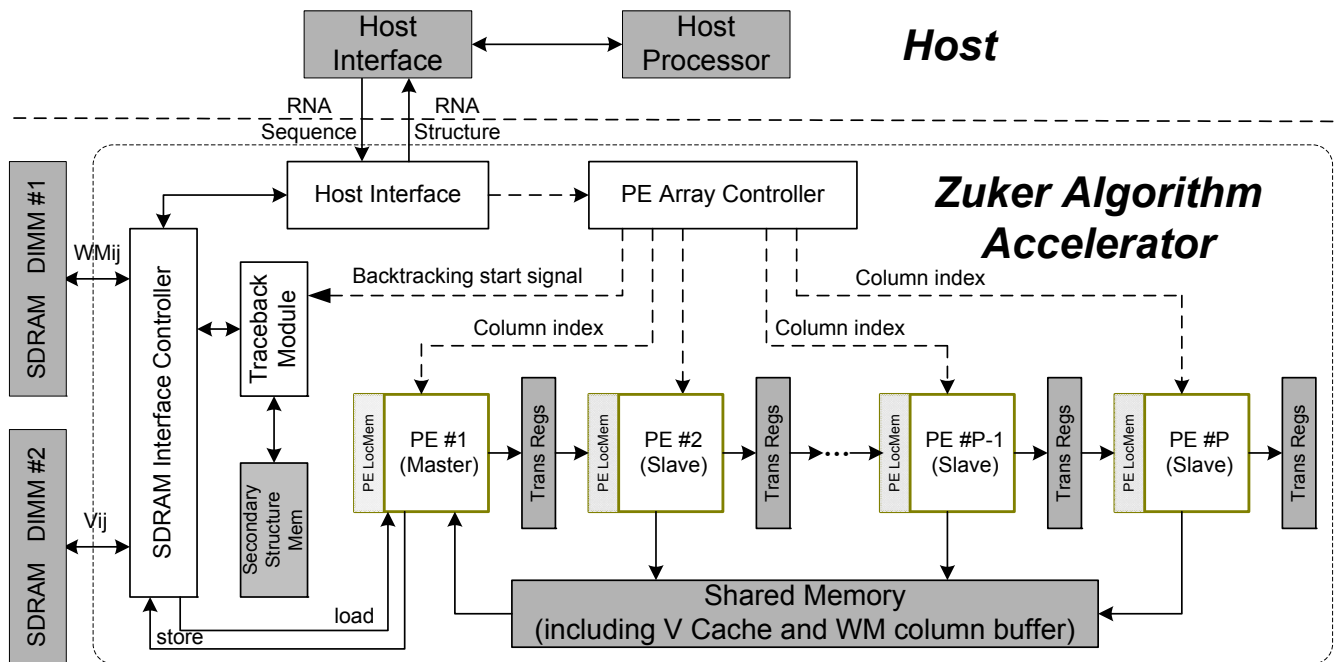 Host
Interface
Host
Processor
Host
RNA
Sequence
RNA
Structure
Host Interface
PE Array Controller
Zuker Algorithm
Accelerator
SDRAM DIMM #1
WMij
SDRAM DIMM #2
Vij
SDRAM Interface Controller
Traceback
Module
Backtracking start signal
Column index
Column index
Column index
Secondary
Structure
Mem
PE LocMem
PE #1
(Master)
Trans Regs
PE LocMem
PE #2
(Slave)
Trans Regs
...
PE LocMem
PE #P-1
(Slave)
Trans Regs
PE LocMem
PE #P
(Slave)
Trans Regs
load
store
Shared Memory
(including V Cache and WM column buffer)